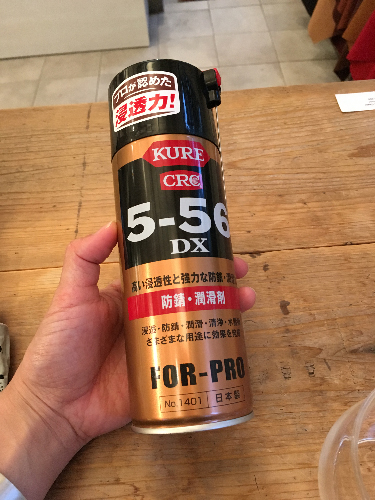 プロが認めた
浸透力!
KURE
CRC
5-56
DX
高い浸透性と強力な防錆・潤
防錆・潤滑剤
浸透・防錆・潤滑・清浄・水置
さまざまな用途に効果を発
FOR-PRO
No.1401 日本製